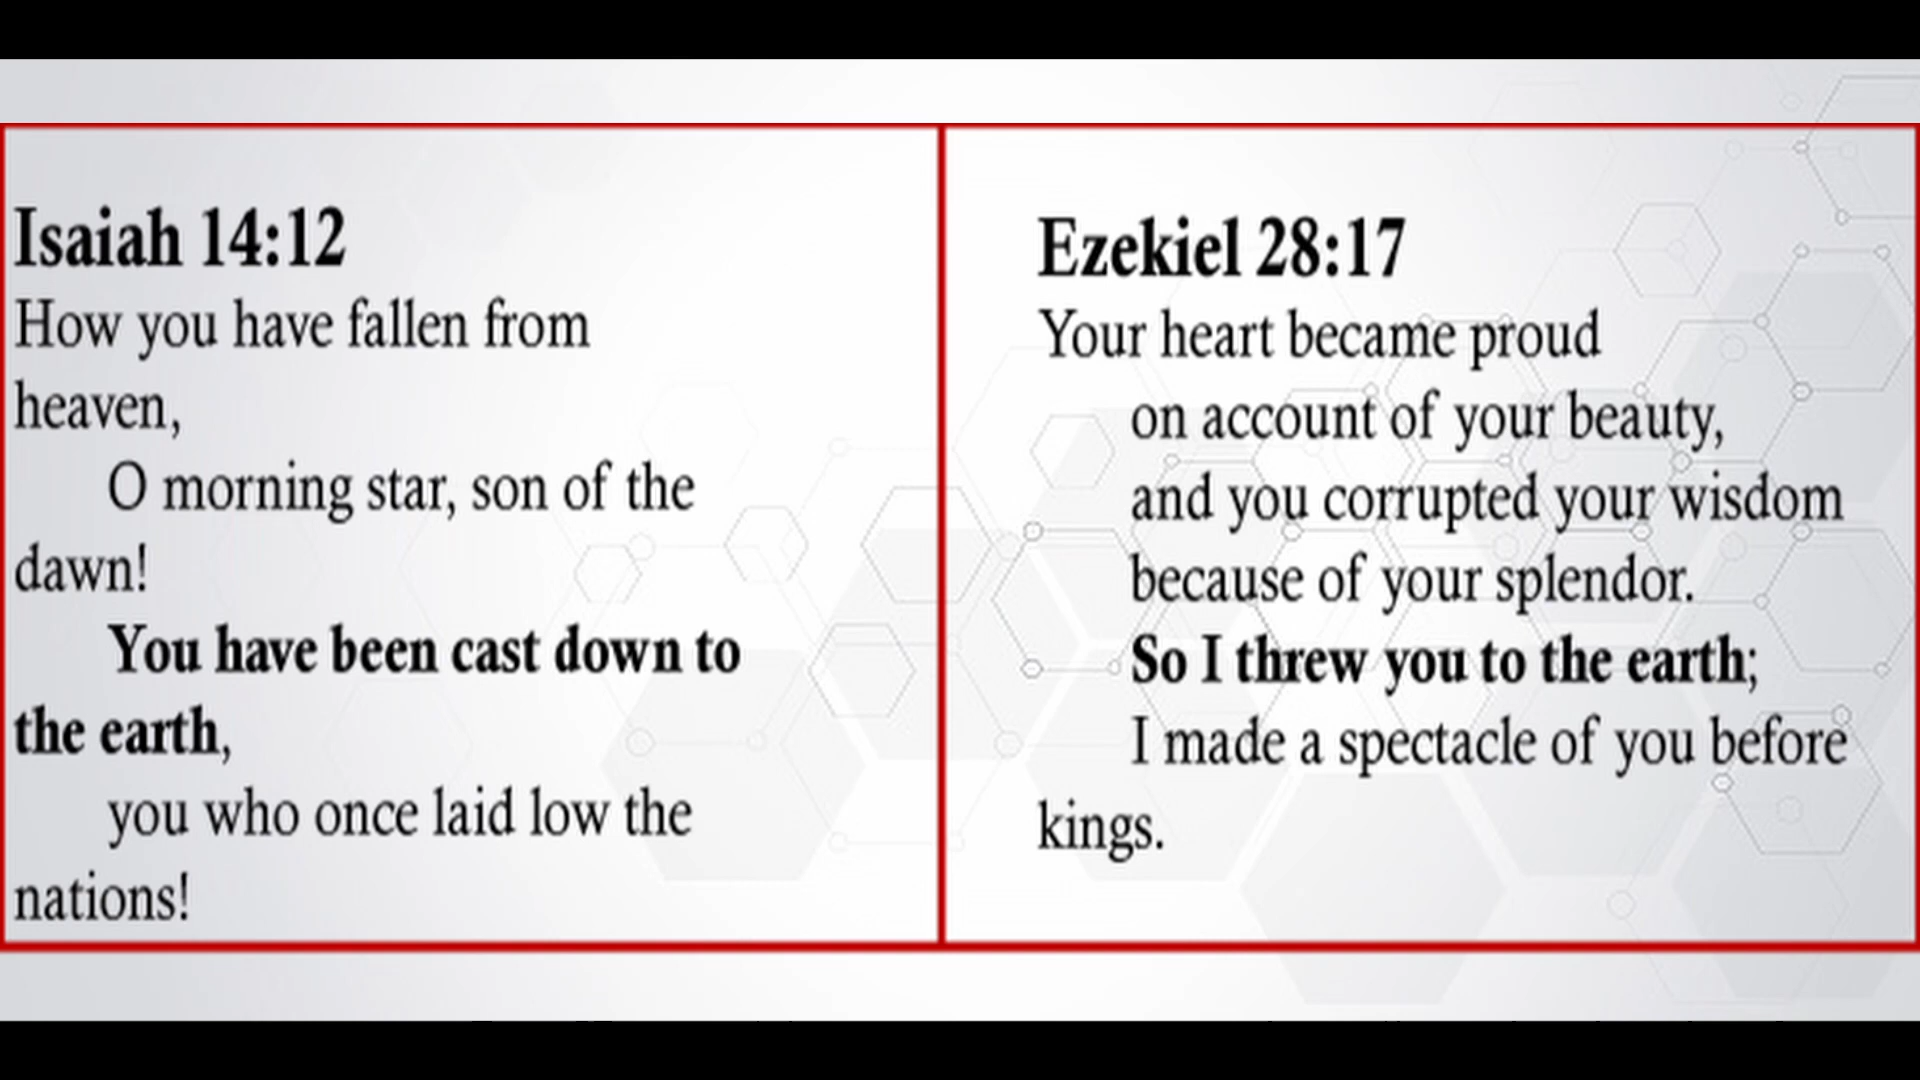 Isaiah 14:12
How you have fallen from
heaven,
O morning star, son of the
dawn!
You have been cast down to
the earth,
you who once laid low the
nations!
Ezekiel 28:17
Your heart became proud
on account of your beauty,
and you corrupted your wisdom
because of your splendor.
So I threw you to the earth;
I made a spectacle of you before
kings.